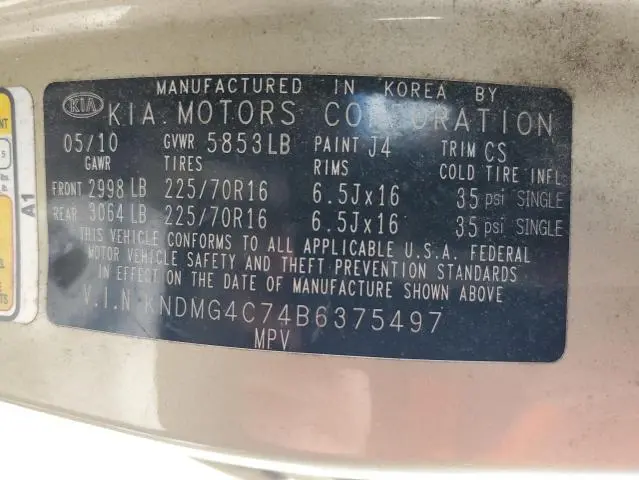 MANUFACTURED IN KOREA BY
KIA KIA MOTORS CORPORATION
05/10 GVWR 5853LB PAINT J4 TRIM CS
GAWR TIRES RIMS COLD TIRE INFL
FRONT 2998 LB 225/70R16 6.5Jx16 35 psi SINGLE
REAR 3064 LB 225/70R16 6.5Jx16 35 psi SINGLE
THIS VEHICLE CONFORMS TO ALL APPLICABLE U.S.A. FEDERAL
MOTOR VEHICLE SAFETY AND THEFT PREVENTION STANDARDS
IN EFFECT ON THE DATE OF MANUFACTURE SHOWN ABOVE
V.I.N KNDMG4C74B6375497
MPV
A1